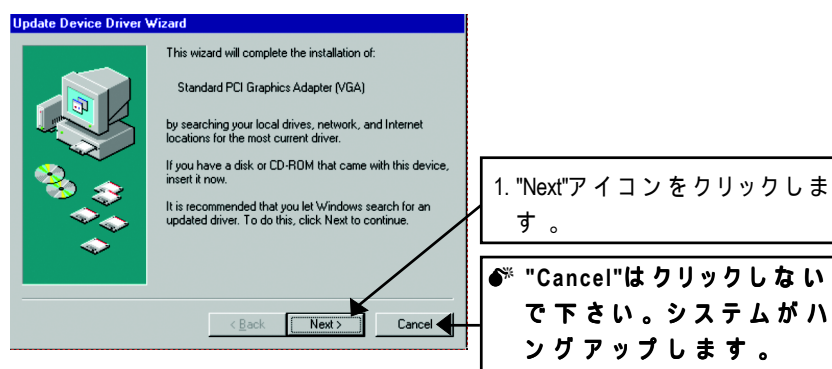 Update Device Driver Wizard
This wizard will complete the installation of:
Standard PCI Graphics Adapter (VGA)
by searching your local drives, network, and Internet
locations for the most current driver.
If you have a disk or CD-ROM that came with this device,
insert it now.
It is recommended that you let Windows search for an
updated driver. To do this, click Next to continue.
< Back
Next >
Cancel
1. "Next"アイコンをクリックしま
す。
💣 "Cancel"はクリックしない
で下さい。システムがハ
ングアップします。